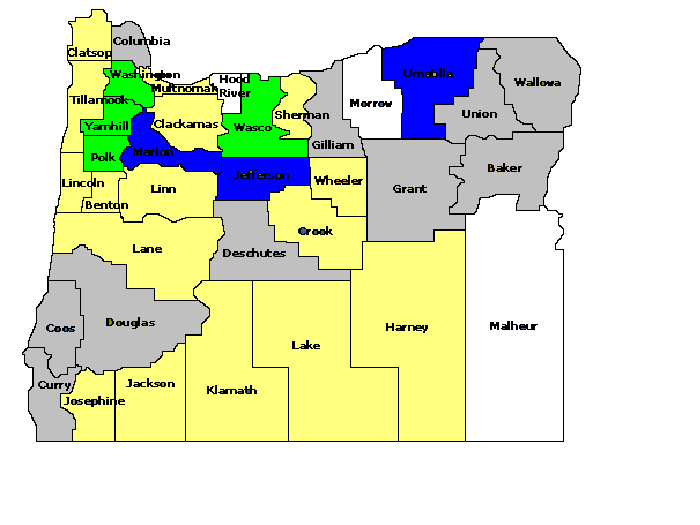 Columbia
Clatsop
Washington
Hood
River
Multnomah
Umatilla
Wallowa
Tillamook
Morrow
Union
Sherman
Yamhill
Clackamas
Wasco
Gilliam
Polk
Marion
Baker
Jefferson
Wheeler
Lincoln
Linn
Grant
Benton
Crook
Lane
Deschutes
Coos
Douglas
Harney
Malheur
Lake
Curry
Jackson
Klamath
Josephine